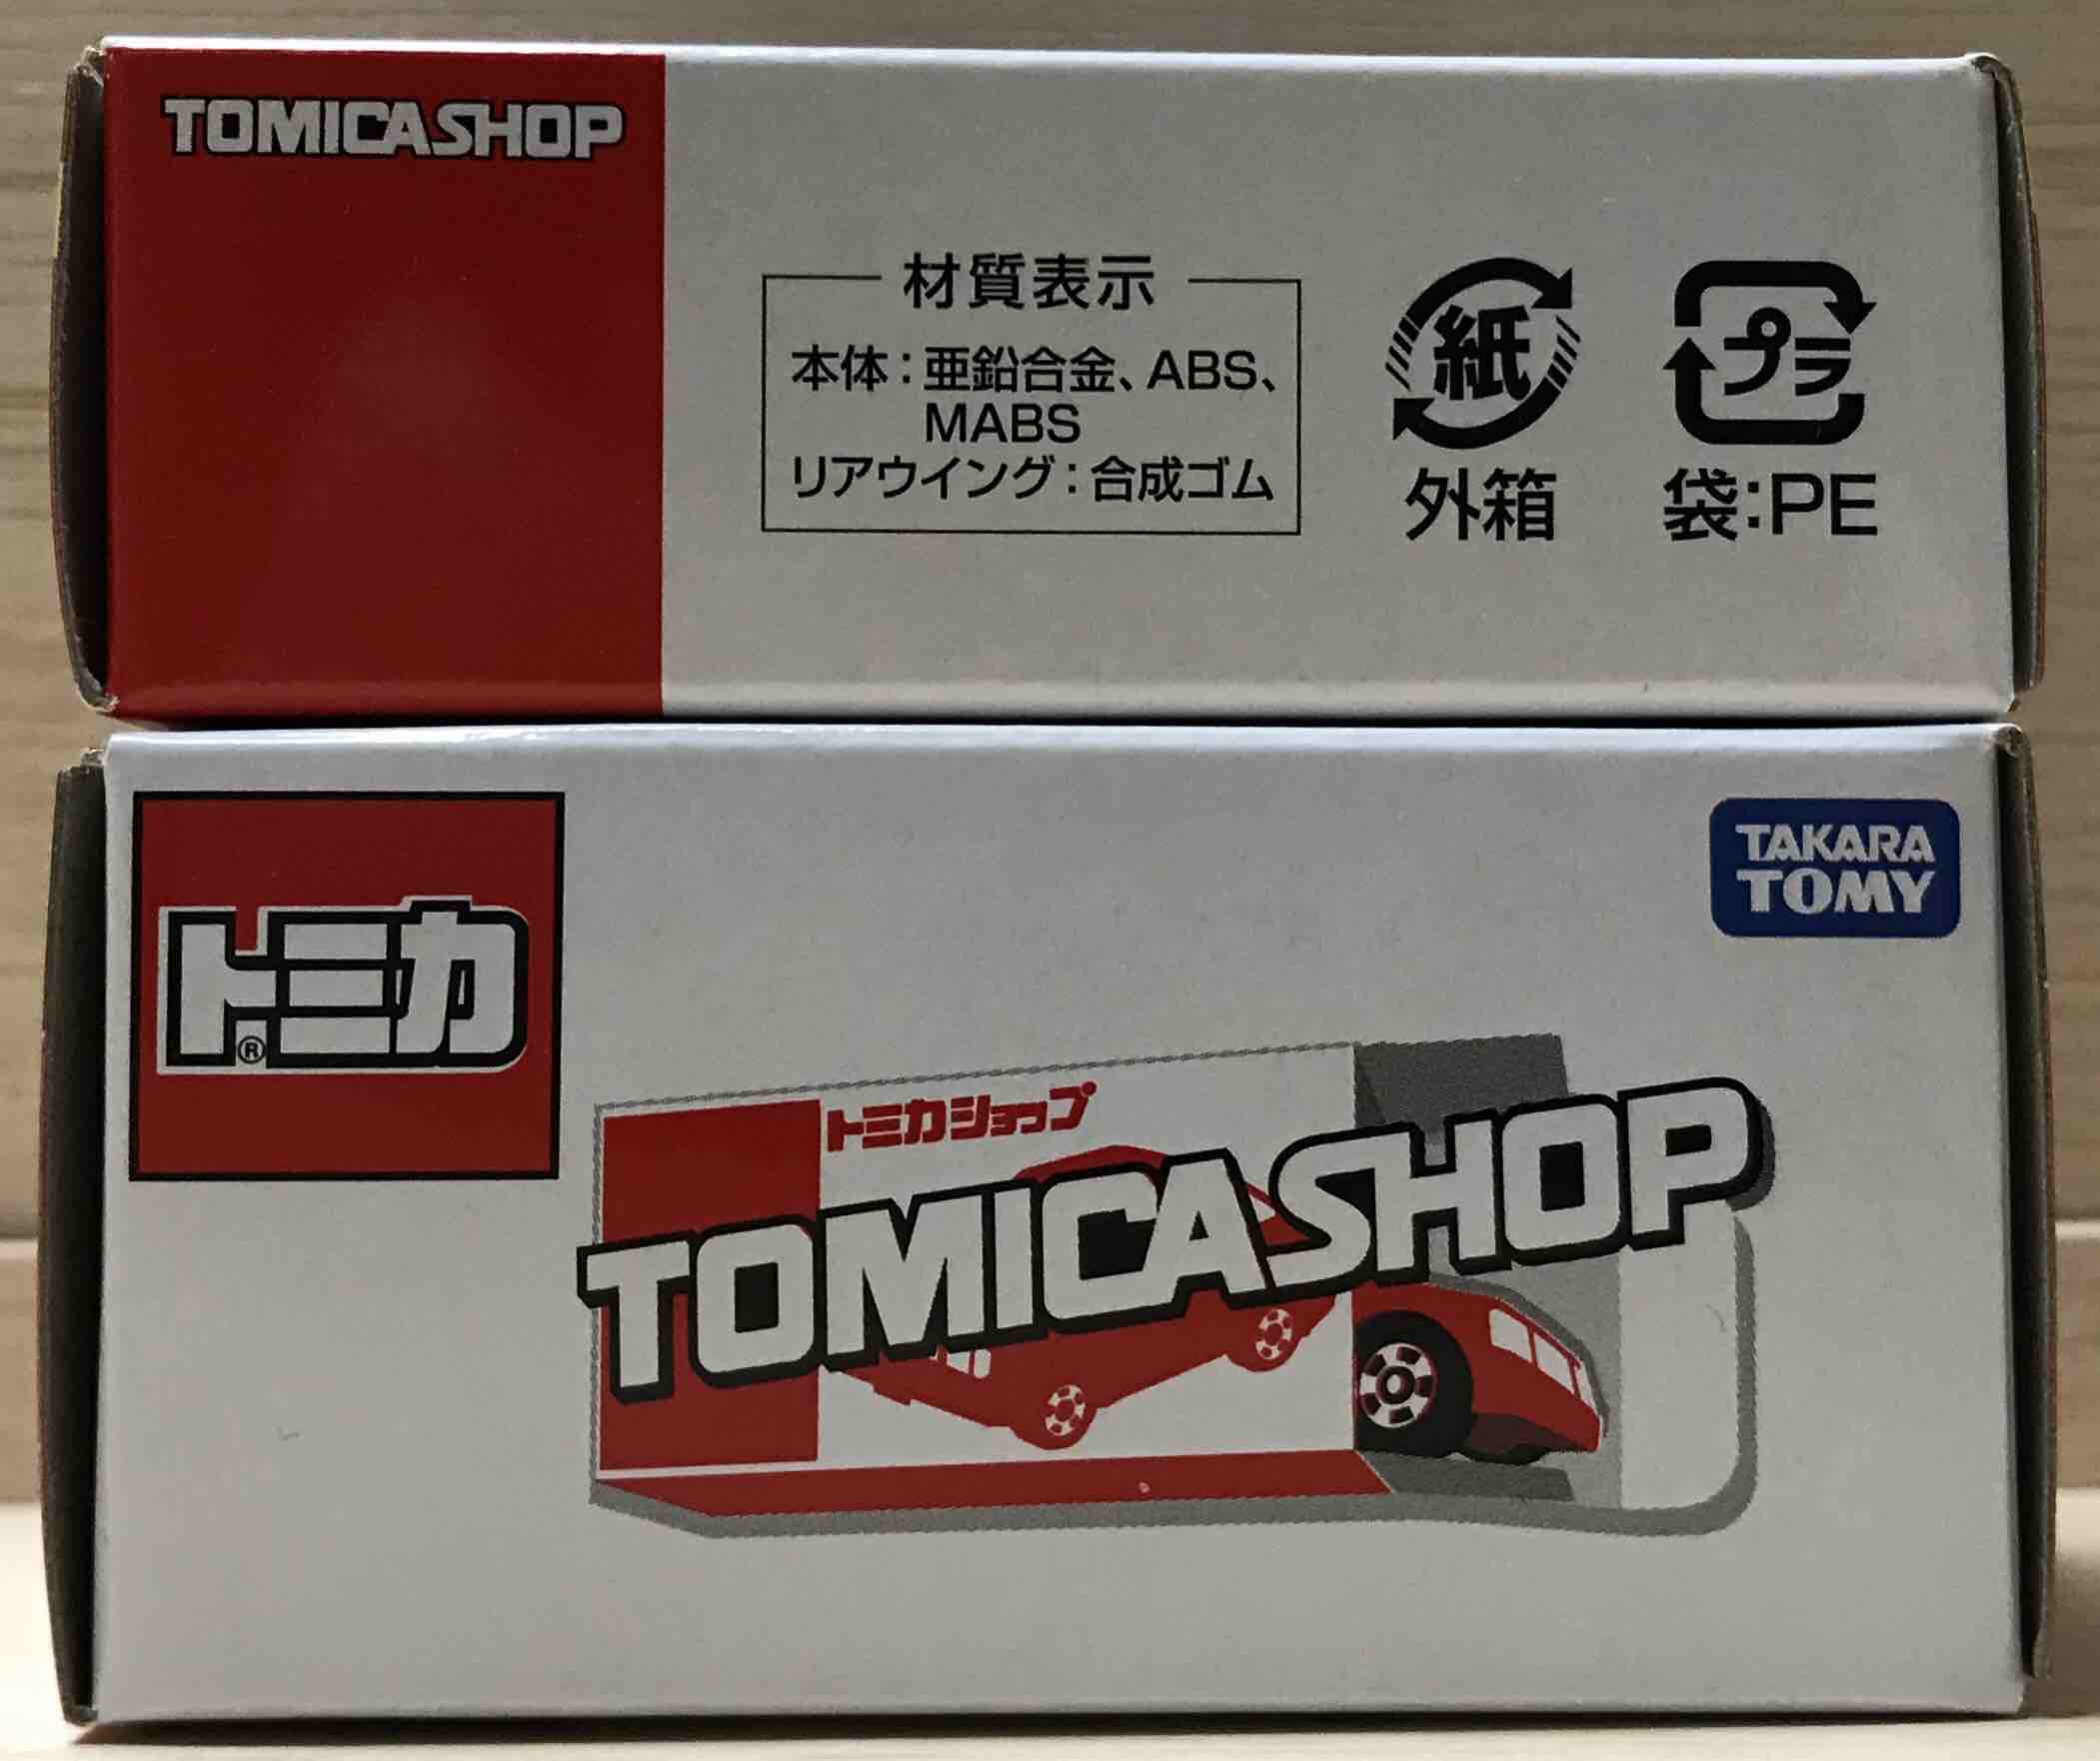 TOMICASHOP
材質表示
本体：亜鉛合金、ABS、
MABS
リアウイング：合成ゴム
紙
外箱
プラ
袋：PE
トミカ®
TAKARA
TOMY
トミカショップ
TOMICASHOP